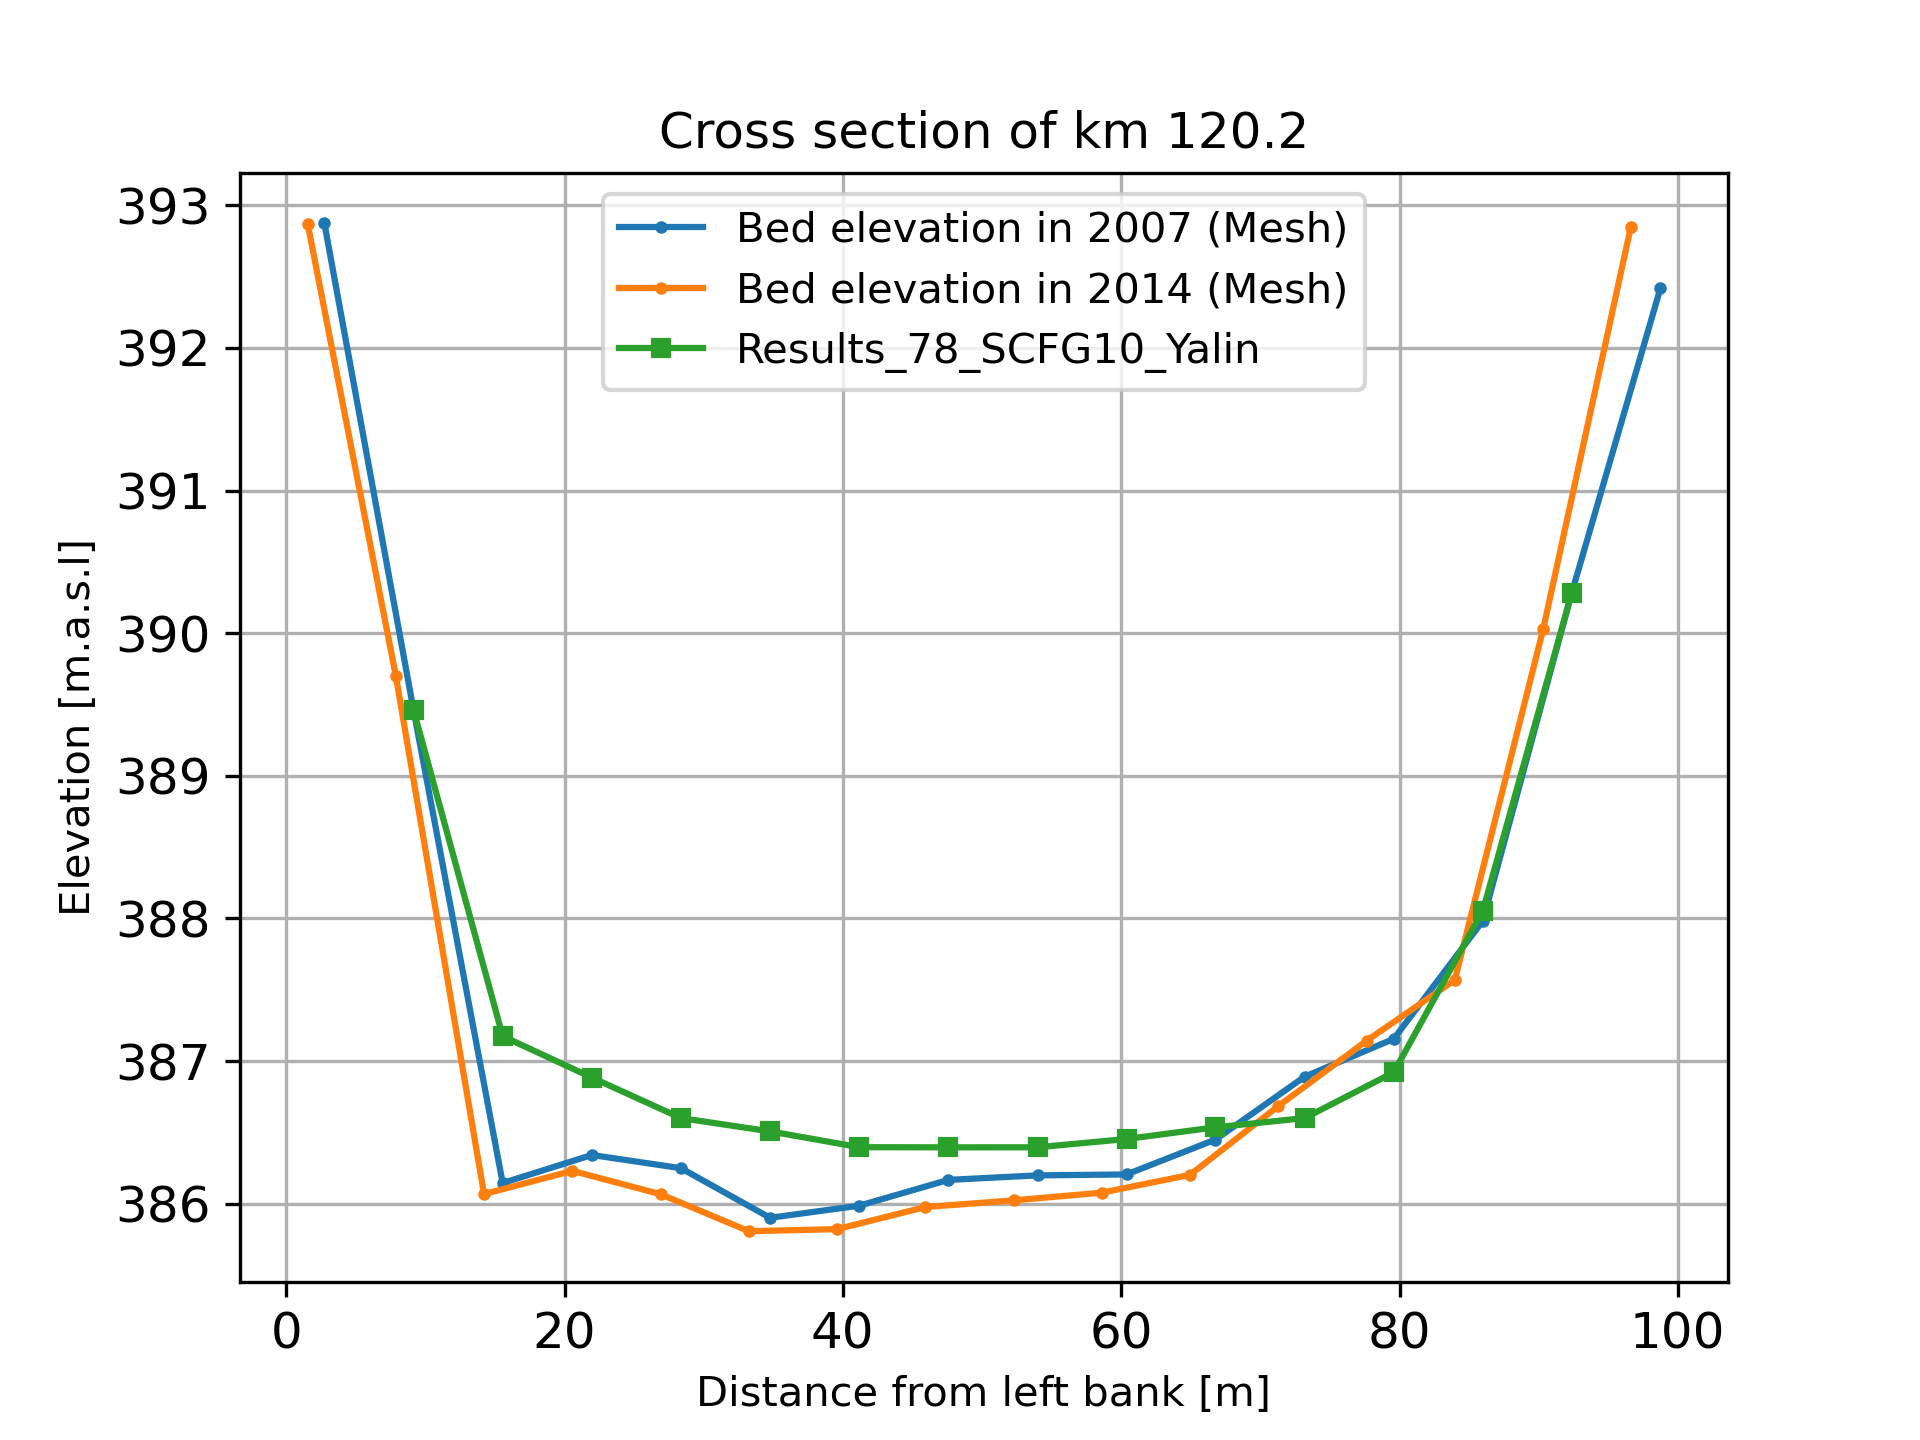 Cross section of km 120.2
Bed elevation in 2007 (Mesh)
Bed elevation in 2014 (Mesh)
Results_78_SCFG10_Yalin
393
392
391
390
389
388
387
386
Elevation [m.a.s.l]
0 20 40 60 80 100
Distance from left bank [m]